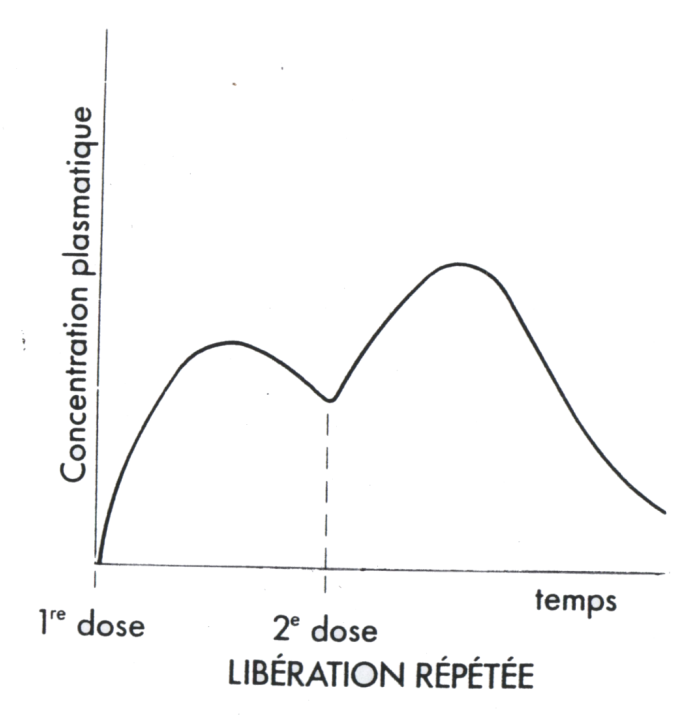 Concentration plasmatique
temps
1re dose
2e dose
LIBÉRATION RÉPÉTÉE